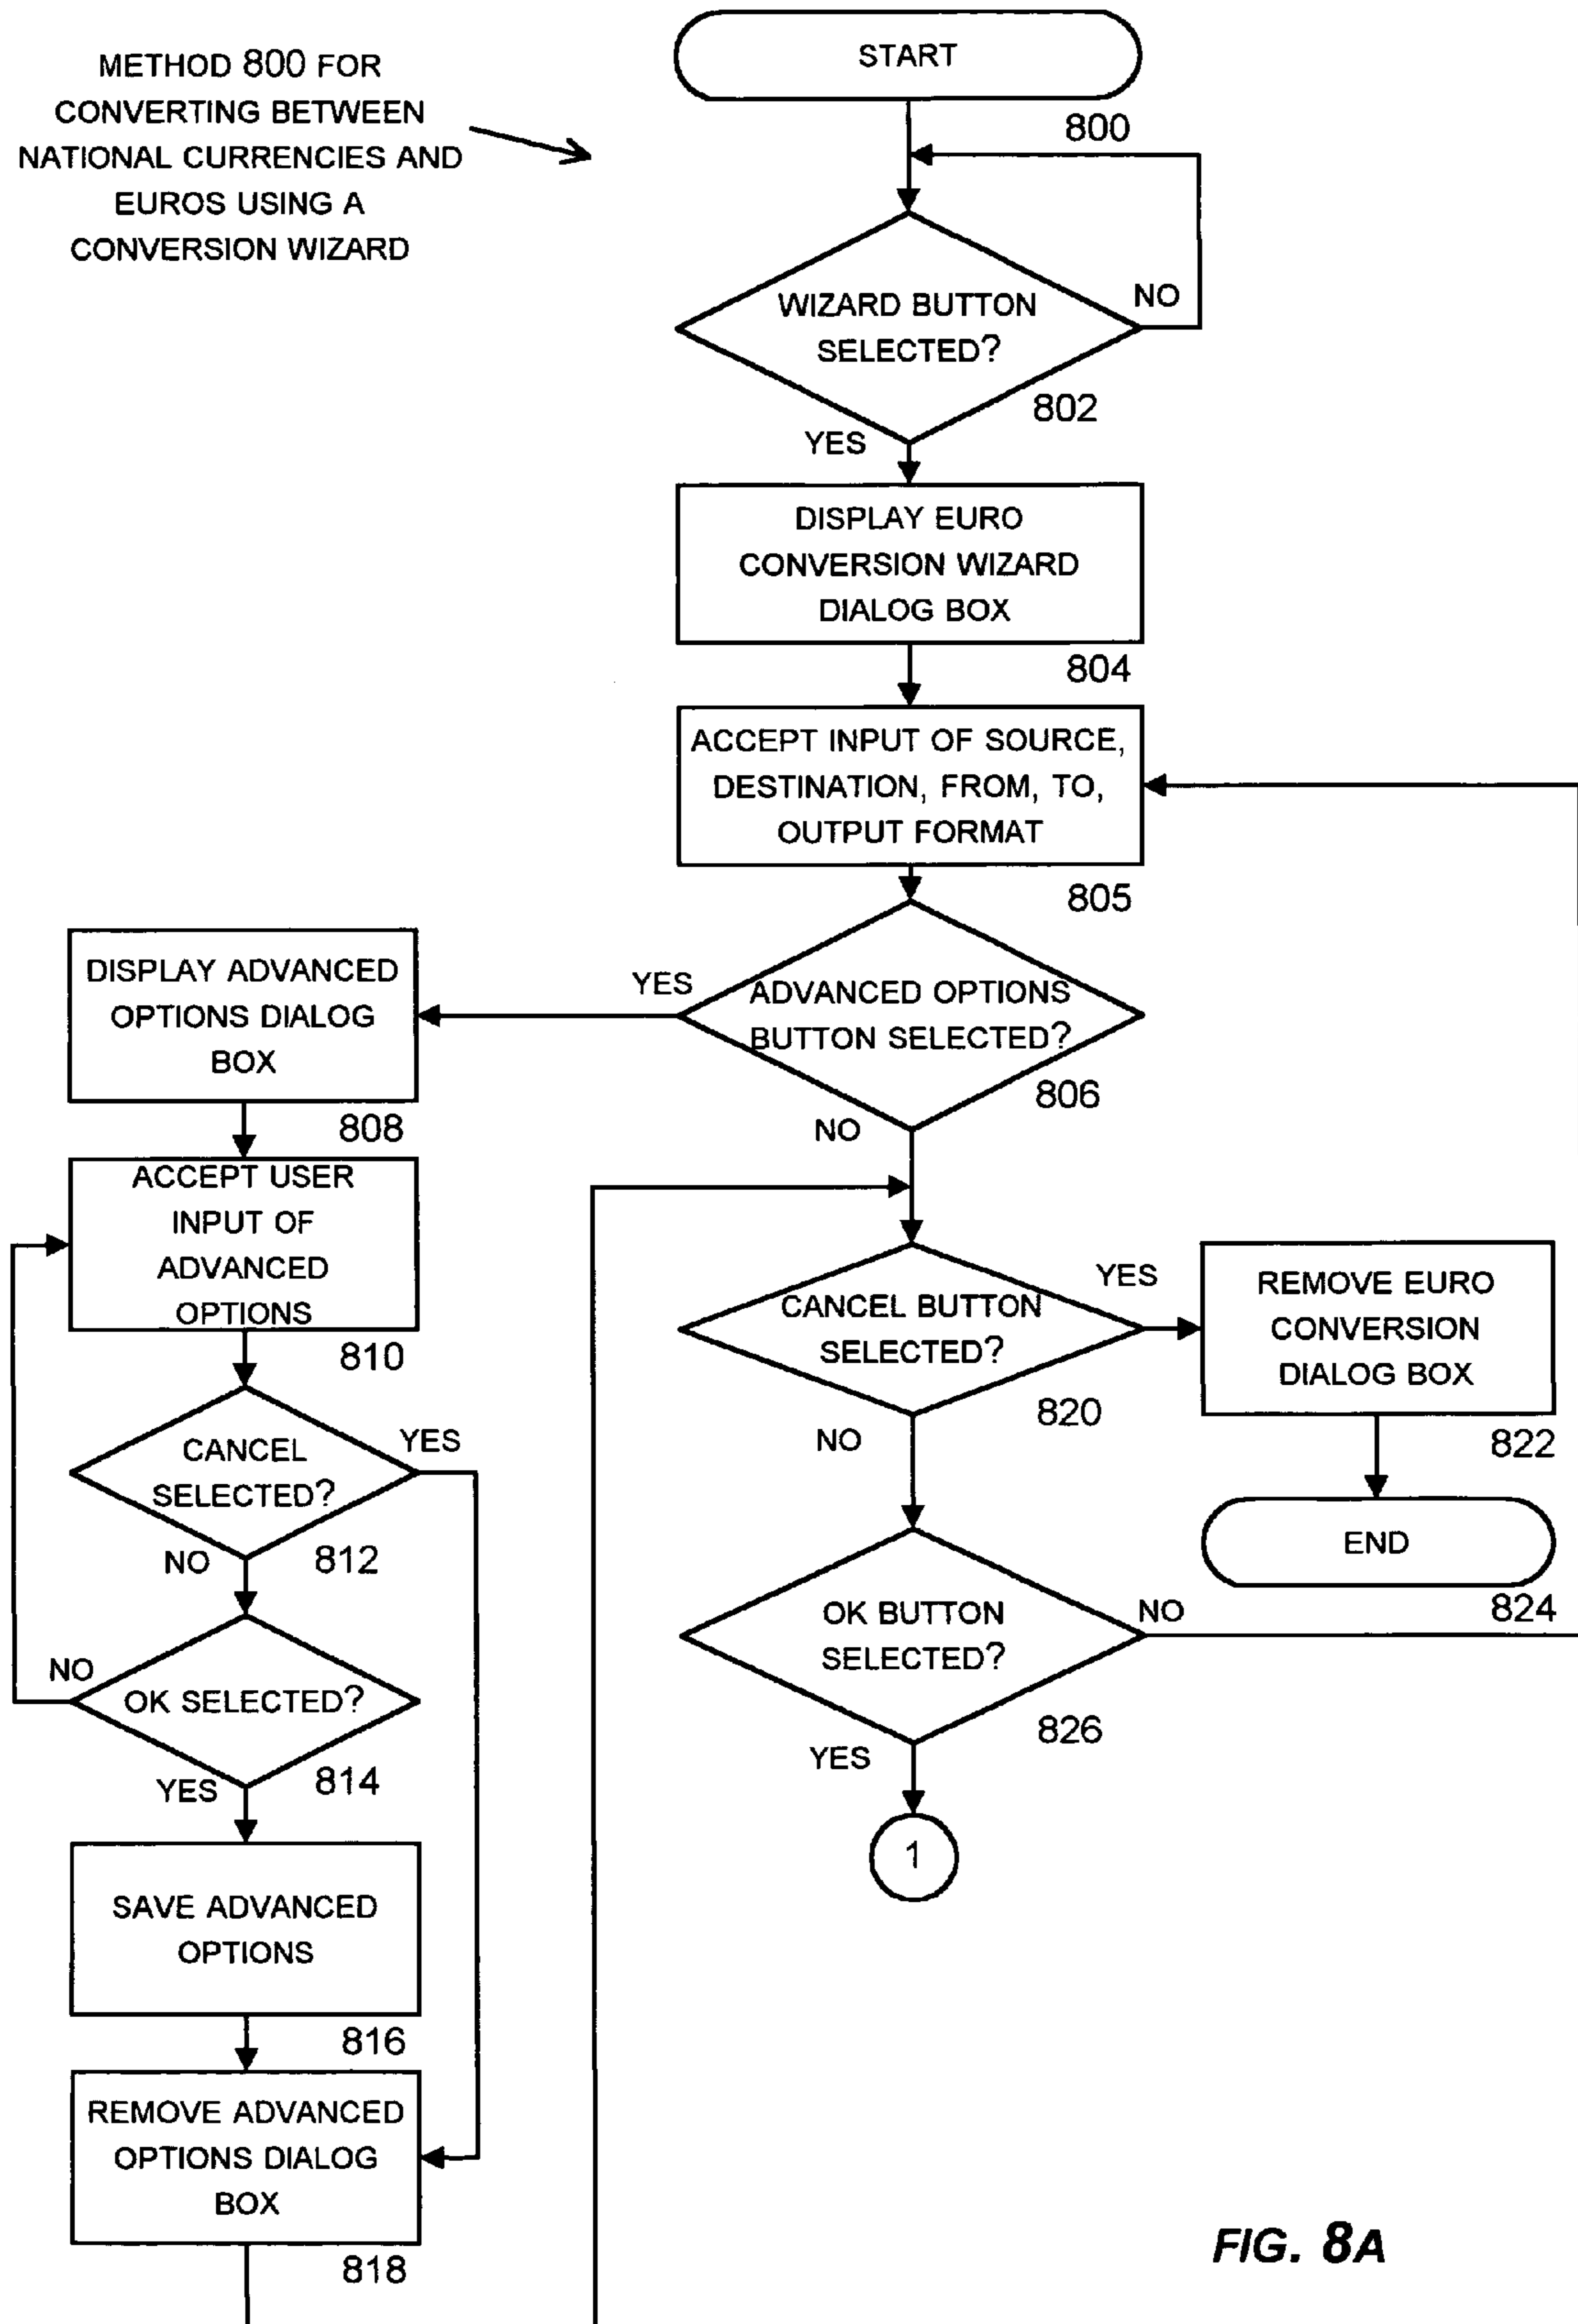 METHOD 800 FOR
CONVERTING BETWEEN
NATIONAL CURRENCIES AND
EUROS USING A
CONVERSION WIZARD
START
800
WIZARD BUTTON
SELECTED?
NO
802
YES
DISPLAY EURO
CONVERSION WIZARD
DIALOG BOX
804
ACCEPT INPUT OF SOURCE,
DESTINATION, FROM, TO,
OUTPUT FORMAT
805
ADVANCED OPTIONS
BUTTON SELECTED?
YES
806
NO
DISPLAY ADVANCED
OPTIONS DIALOG
BOX
808
ACCEPT USER
INPUT OF
ADVANCED
OPTIONS
810
CANCEL
SELECTED?
YES
NO
812
OK SELECTED?
NO
YES
814
SAVE ADVANCED
OPTIONS
816
REMOVE ADVANCED
OPTIONS DIALOG
BOX
818
CANCEL BUTTON
SELECTED?
YES
820
NO
REMOVE EURO
CONVERSION
DIALOG BOX
822
END
824
OK BUTTON
SELECTED?
NO
826
YES
1
FIG. 8A